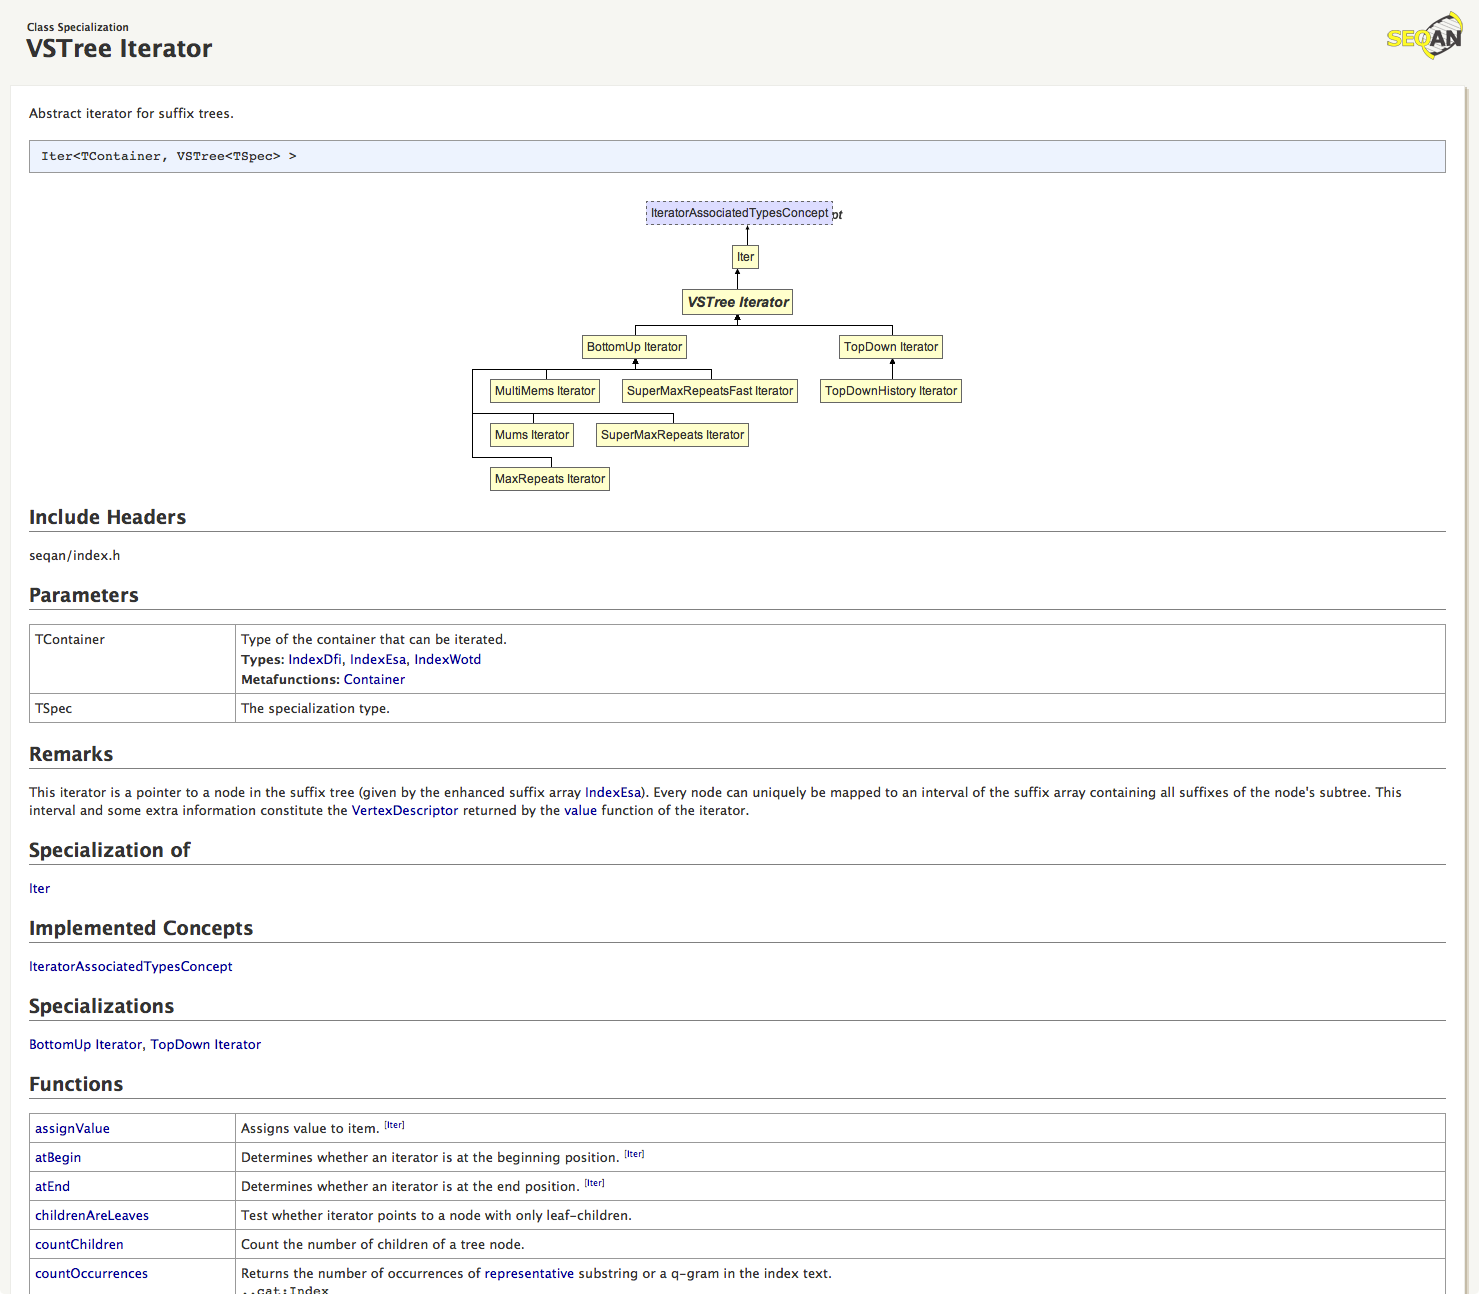 Class Specialization
VSTree Iterator
SEQAN
Abstract iterator for suffix trees.
Iter<TContainer, VSTree<TSpec> >
IteratorAssociatedTypesConcept pt
Iter
VSTree Iterator
BottomUp Iterator TopDown Iterator
MultiMems Iterator SuperMaxRepeatsFast Iterator TopDownHistory Iterator
Mums Iterator SuperMaxRepeats Iterator
MaxRepeats Iterator
Include Headers
seqan/index.h
Parameters
TContainer Type of the container that can be iterated.
Types: IndexDfi, IndexEsa, IndexWotd
Metafunctions: Container
TSpec The specialization type.
Remarks
This iterator is a pointer to a node in the suffix tree (given by the enhanced suffix array IndexEsa). Every node can uniquely be mapped to an interval of the suffix array containing all suffixes of the node's subtree. This
interval and some extra information constitute the VertexDescriptor returned by the value function of the iterator.
Specialization of
Iter
Implemented Concepts
IteratorAssociatedTypesConcept
Specializations
BottomUp Iterator, TopDown Iterator
Functions
assignValue Assigns value to item. [Iter]
atBegin Determines whether an iterator is at the beginning position. [Iter]
atEnd Determines whether an iterator is at the end position. [Iter]
childrenAreLeaves Test whether iterator points to a node with only leaf-children.
countChildren Count the number of children of a tree node.
countOccurrences Returns the number of occurrences of representative substring or a q-gram in the index text.
..cat:Index